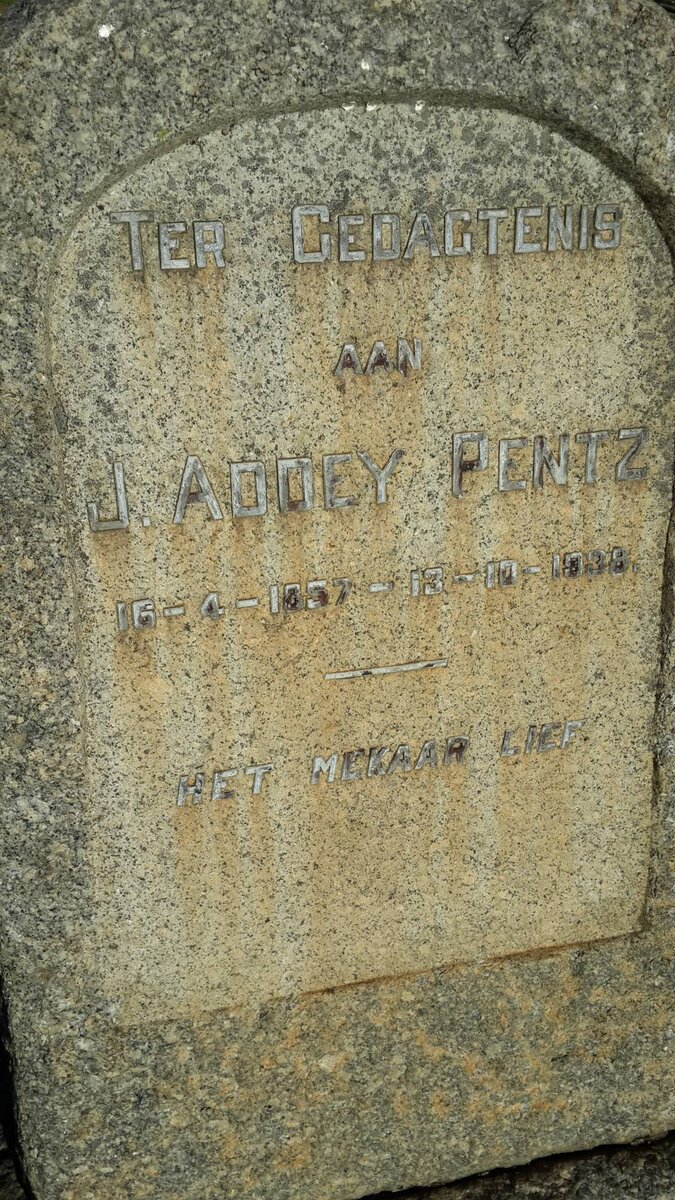 TER GEDAGTENIS
AAN
J. ADDEY PENTZ
16-4-1857-13-10-1938.
HET MEKAAR LIEF